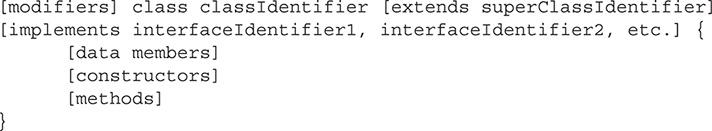 [modifiers] class classIdentifier [extends superClassIdentifier]
[implements interfaceIdentifier1, interfaceIdentifier2, etc.] {
[data members]
[constructors]
[methods]
}